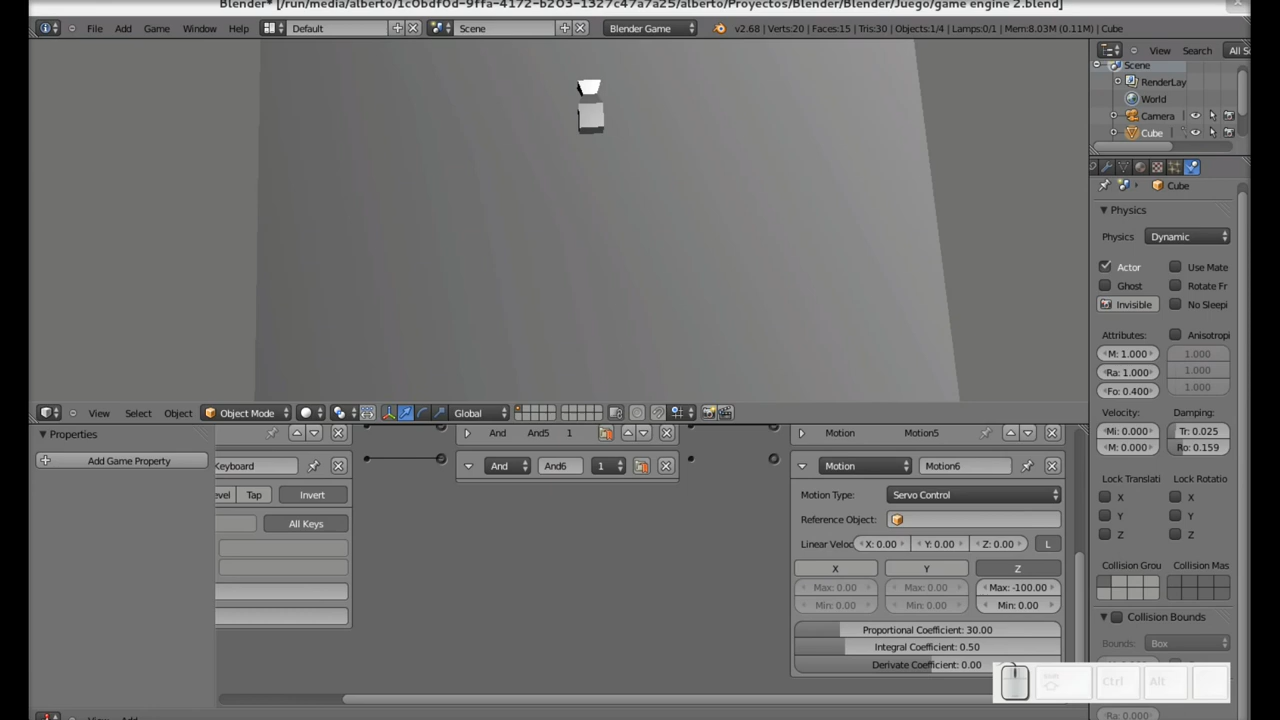 Blender* [/run/media/alberto/1c0bdf0d-9ffa-4172-b203-1327c47a7a25/alberto/Proyectos/Blender/Blender/Juego/game engine 2.blend]
File Add Game Window Help Default Scene Blender Game v2.68 | Verts:20 | Faces:15 | Tris:30 | Objects:1/4 | Lamps:0/1 | Mem:8.03M (0.11M) | Cube
View Search All S
Scene
RenderLay
World
Camera
Cube
Cube
Physics
Physics Dynamic
Actor Use Mate
Ghost Rotate Fr
Invisible No Sleepi
Attributes: Anisotropi
M: 1.000 1.000
Ra: 1.000 1.000
Fo: 0.400 1.000
Velocity: Damping:
Mi: 0.000 Tr: 0.025
M: 0.000 Ro: 0.159
Lock Translati Lock Rotatio
X X
Y Y
Z Z
Collision Grou Collision Mas
Collision Bounds
Bounds: Box
Ra: 0.000
View Select Object Object Mode Global
Properties
Add Game Property
Keyboard
evel Tap Invert
All Keys
And And5 1
And And6 1
Motion Motion5
Motion Motion6
Motion Type: Servo Control
Reference Object:
Linear Veloc X: 0.00 Y: 0.00 Z: 0.00 L
X Y Z
Max: 0.00 Max: 0.00 Max: -100.00
Min: 0.00 Min: 0.00 Min: 0.00
Proportional Coefficient: 30.00
Integral Coefficient: 0.50
Derivate Coefficient: 0.00
Ctrl Alt
View Add